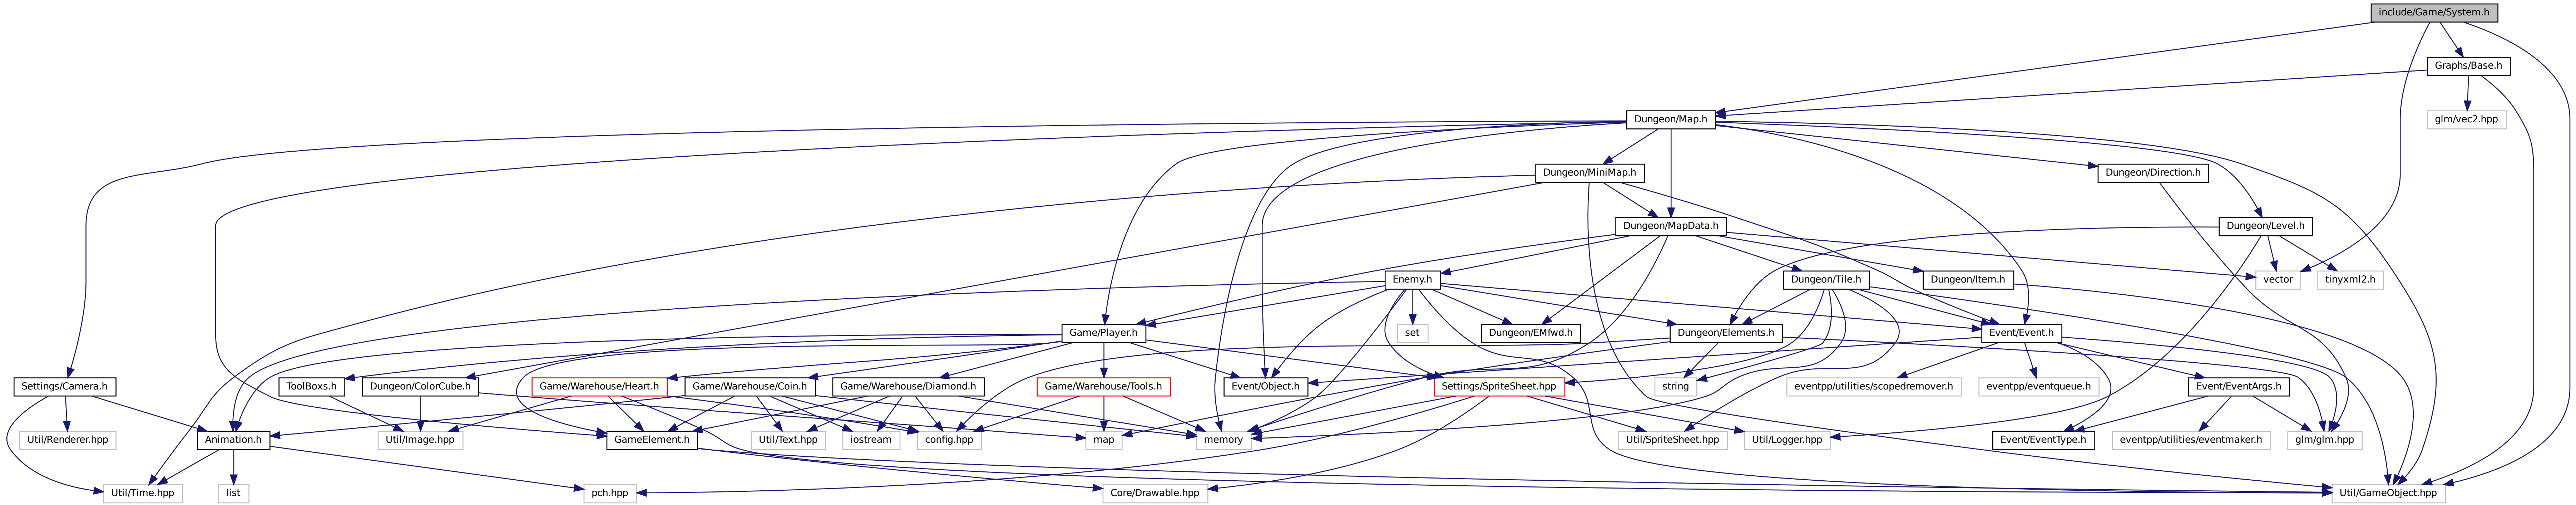 include/Game/System.h
Graphs/Base.h
Dungeon/Map.h
glm/vec2.hpp
Dungeon/MiniMap.h
Dungeon/Direction.h
Dungeon/MapData.h
Dungeon/Level.h
Enemy.h
Dungeon/Tile.h
Dungeon/Item.h
vector
tinyxml2.h
Game/Player.h
set
Dungeon/EMfwd.h
Dungeon/Elements.h
Event/Event.h
Settings/Camera.h
ToolBoxs.h
Dungeon/ColorCube.h
Game/Warehouse/Heart.h
Game/Warehouse/Coin.h
Game/Warehouse/Diamond.h
Game/Warehouse/Tools.h
Event/Object.h
Settings/SpriteSheet.hpp
string
eventpp/utilities/scopedremover.h
eventpp/eventqueue.h
Event/EventArgs.h
Util/Renderer.hpp
Animation.h
Util/Image.hpp
GameElement.h
Util/Text.hpp
iostream
config.hpp
map
memory
Util/SpriteSheet.hpp
Util/Logger.hpp
Event/EventType.h
eventpp/utilities/eventmaker.h
glm/glm.hpp
Util/Time.hpp
list
pch.hpp
Core/Drawable.hpp
Util/GameObject.hpp